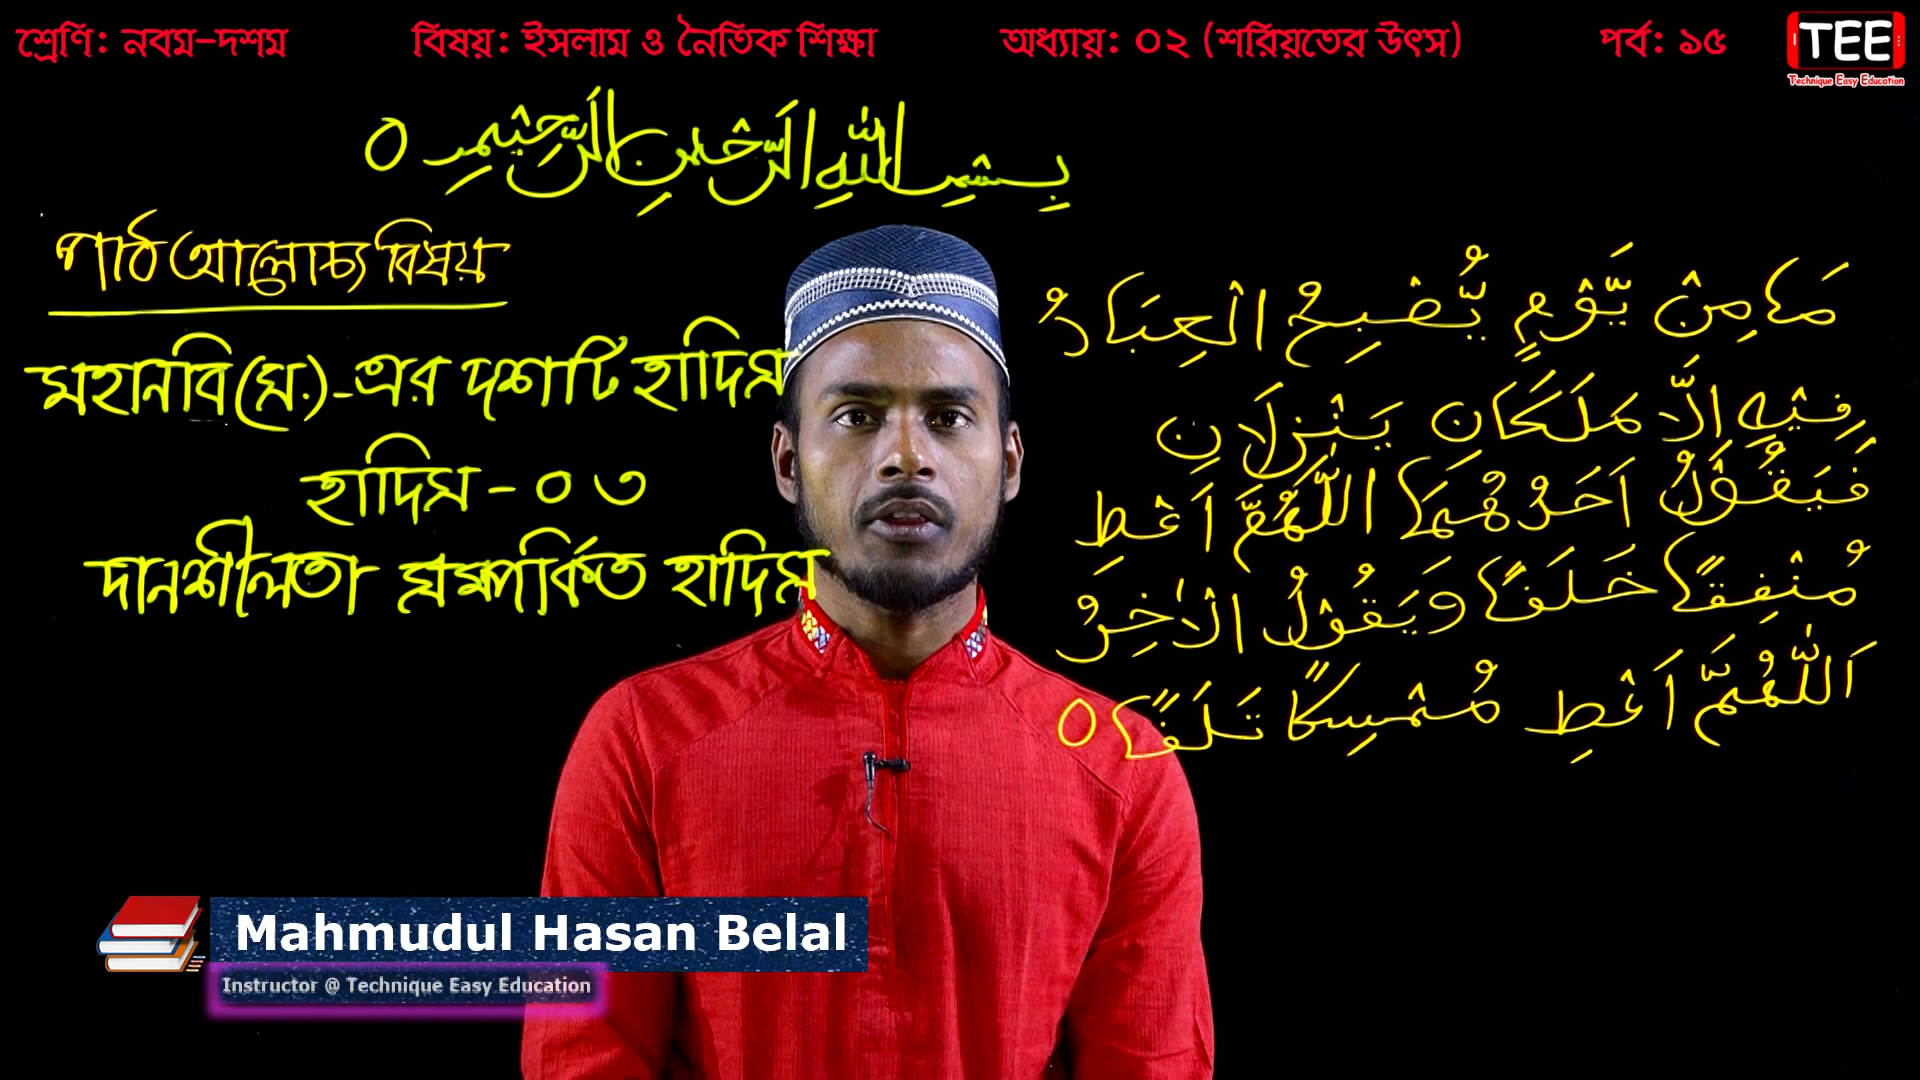 শ্রেণি: নবম-দশম
বিষয়: ইসলাম ও নৈতিক শিক্ষা
অধ্যায়: ০২ (শরিয়তের উৎস)
পর্ব: ১৫
TEE
Technique Easy Education
بِسْمِ اللّٰهِ الرَّحْمٰنِ الرَّحِيْمِ ০
পাঠ আলোচ্য বিষয়
মহানবি (স.)-এর দশটি হাদিস
হাদিস - ০৩
দানশীলতা সম্পর্কিত হাদিস
مَا مِنْ يَّوْمٍ يُّصْبِحُ الْعِبَادُ
فِيْهِ اِلَّا مَلَكَانِ يَنْزِلَانِ
فَيَقُوْلُ اَحَدُهُمَا اَللّٰهُمَّ اَعْطِ
مُنْفِقًا خَلَفًا وَيَقُوْلُ الْاٰخِرُ
اَللّٰهُمَّ اَعْطِ مُمْسِكًا تَلَفًا ০
Mahmudul Hasan Belal
Instructor @ Technique Easy Education